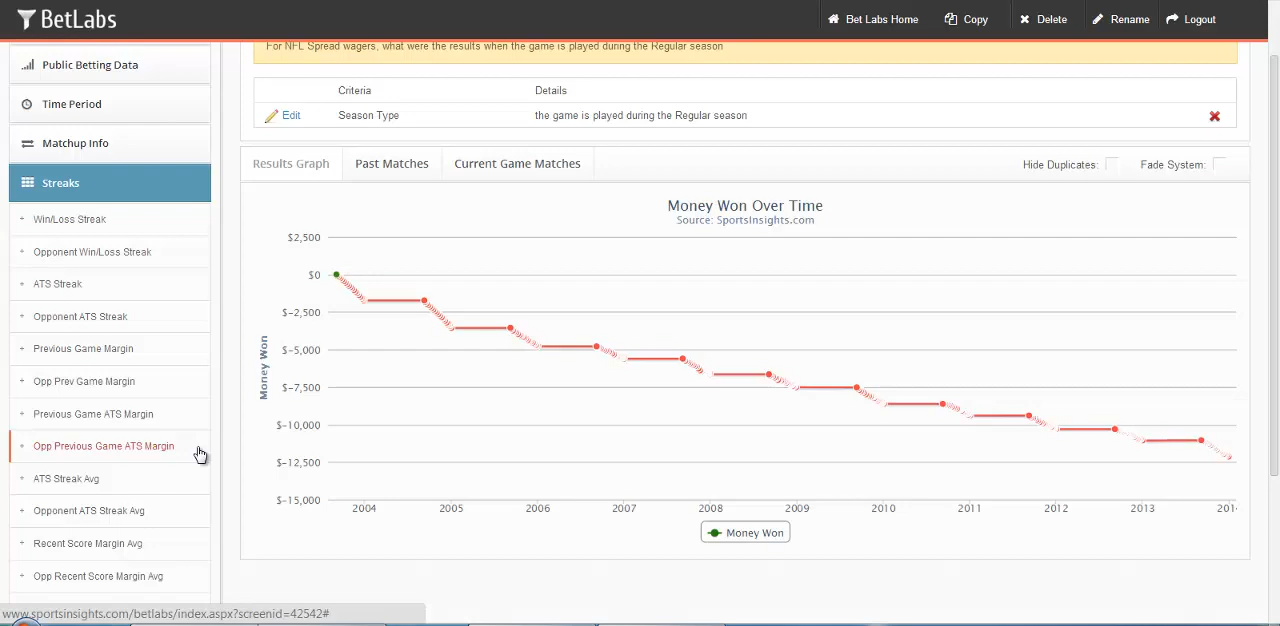 BetLabs
Bet Labs Home
Copy
Delete
Rename
Logout
Public Betting Data
Time Period
Matchup Info
Streaks
Win/Loss Streak
Opponent Win/Loss Streak
ATS Streak
Opponent ATS Streak
Previous Game Margin
Opp Prev Game Margin
Previous Game ATS Margin
Opp Previous Game ATS Margin
ATS Streak Avg
Opponent ATS Streak Avg
Recent Score Margin Avg
Opp Recent Score Margin Avg
For NFL Spread wagers, what were the results when the game is played during the Regular season
Criteria Details
Edit Season Type the game is played during the Regular season
Results Graph Past Matches Current Game Matches Hide Duplicates: Fade System:
Money Won Over Time
Source: SportsInsights.com
Money Won
$2,500
$0
$-2,500
$-5,000
$-7,500
$-10,000
$-12,500
$-15,000
2004 2005 2006 2007 2008 2009 2010 2011 2012 2013 201
Money Won
www.sportsinsights.com/betlabs/index.aspx?screenid=42542#